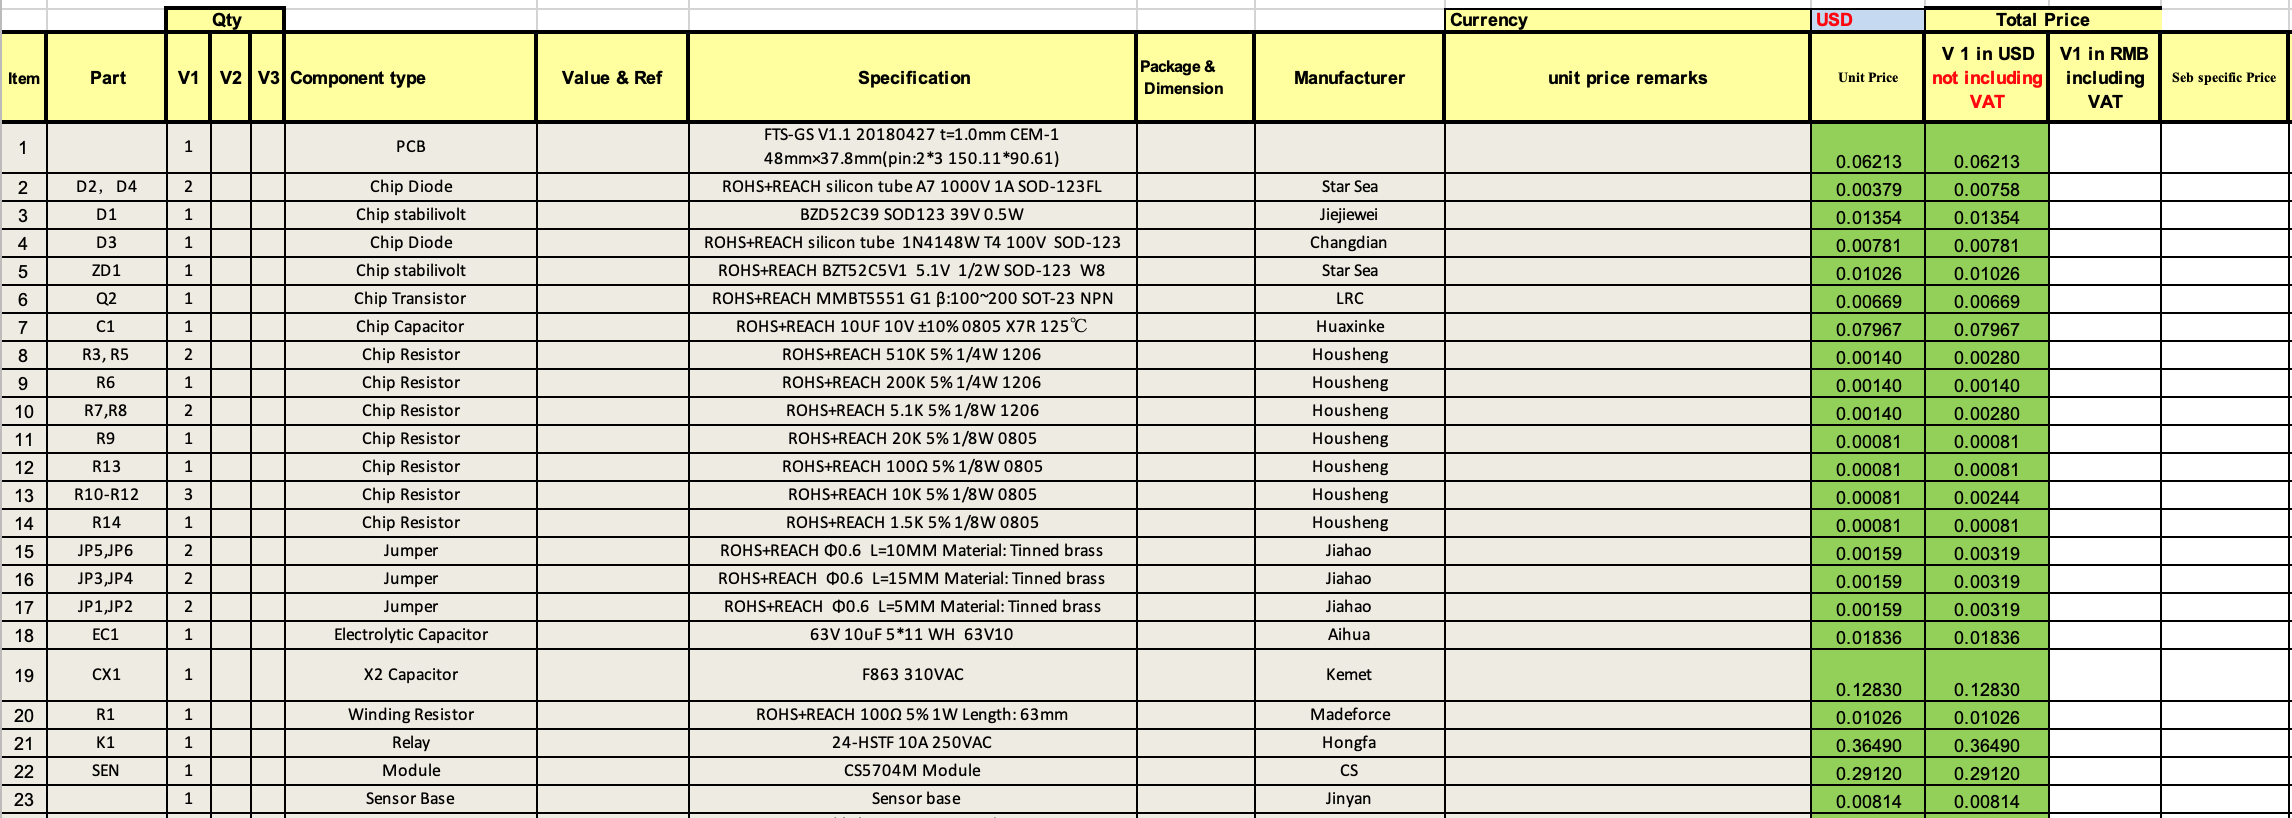 Qty Currency USD Total Price
Item Part V1 V2 V3 Component type Value & Ref Specification Package & Dimension Manufacturer unit price remarks Unit Price V 1 in USD not including VAT V1 in RMB including VAT Seb specific Price
1 1 PCB FTS-GS V1.1 20180427 t=1.0mm CEM-1 48mm×37.8mm(pin:2*3 150.11*90.61) 0.06213 0.06213
2 D2, D4 2 Chip Diode ROHS+REACH silicon tube A7 1000V 1A SOD-123FL Star Sea 0.00379 0.00758
3 D1 1 Chip stabilivolt BZD52C39 SOD123 39V 0.5W Jiejiewei 0.01354 0.01354
4 D3 1 Chip Diode ROHS+REACH silicon tube 1N4148W T4 100V SOD-123 Changdian 0.00781 0.00781
5 ZD1 1 Chip stabilivolt ROHS+REACH BZT52C5V1 5.1V 1/2W SOD-123 W8 Star Sea 0.01026 0.01026
6 Q2 1 Chip Transistor ROHS+REACH MMBT5551 G1 β:100~200 SOT-23 NPN LRC 0.00669 0.00669
7 C1 1 Chip Capacitor ROHS+REACH 10UF 10V ±10% 0805 X7R 125℃ Huaxinke 0.07967 0.07967
8 R3, R5 2 Chip Resistor ROHS+REACH 510K 5% 1/4W 1206 Housheng 0.00140 0.00280
9 R6 1 Chip Resistor ROHS+REACH 200K 5% 1/4W 1206 Housheng 0.00140 0.00140
10 R7,R8 2 Chip Resistor ROHS+REACH 5.1K 5% 1/8W 1206 Housheng 0.00140 0.00280
11 R9 1 Chip Resistor ROHS+REACH 20K 5% 1/8W 0805 Housheng 0.00081 0.00081
12 R13 1 Chip Resistor ROHS+REACH 100Ω 5% 1/8W 0805 Housheng 0.00081 0.00081
13 R10-R12 3 Chip Resistor ROHS+REACH 10K 5% 1/8W 0805 Housheng 0.00081 0.00244
14 R14 1 Chip Resistor ROHS+REACH 1.5K 5% 1/8W 0805 Housheng 0.00081 0.00081
15 JP5,JP6 2 Jumper ROHS+REACH Φ0.6 L=10MM Material: Tinned brass Jiahao 0.00159 0.00319
16 JP3,JP4 2 Jumper ROHS+REACH Φ0.6 L=15MM Material: Tinned brass Jiahao 0.00159 0.00319
17 JP1,JP2 2 Jumper ROHS+REACH Φ0.6 L=5MM Material: Tinned brass Jiahao 0.00159 0.00319
18 EC1 1 Electrolytic Capacitor 63V 10uF 5*11 WH 63V10 Aihua 0.01836 0.01836
19 CX1 1 X2 Capacitor F863 310VAC Kemet 0.12830 0.12830
20 R1 1 Winding Resistor ROHS+REACH 100Ω 5% 1W Length: 63mm Madeforce 0.01026 0.01026
21 K1 1 Relay 24-HSTF 10A 250VAC Hongfa 0.36490 0.36490
22 SEN 1 Module CS5704M Module CS 0.29120 0.29120
23 1 Sensor Base Sensor base Jinyan 0.00814 0.00814